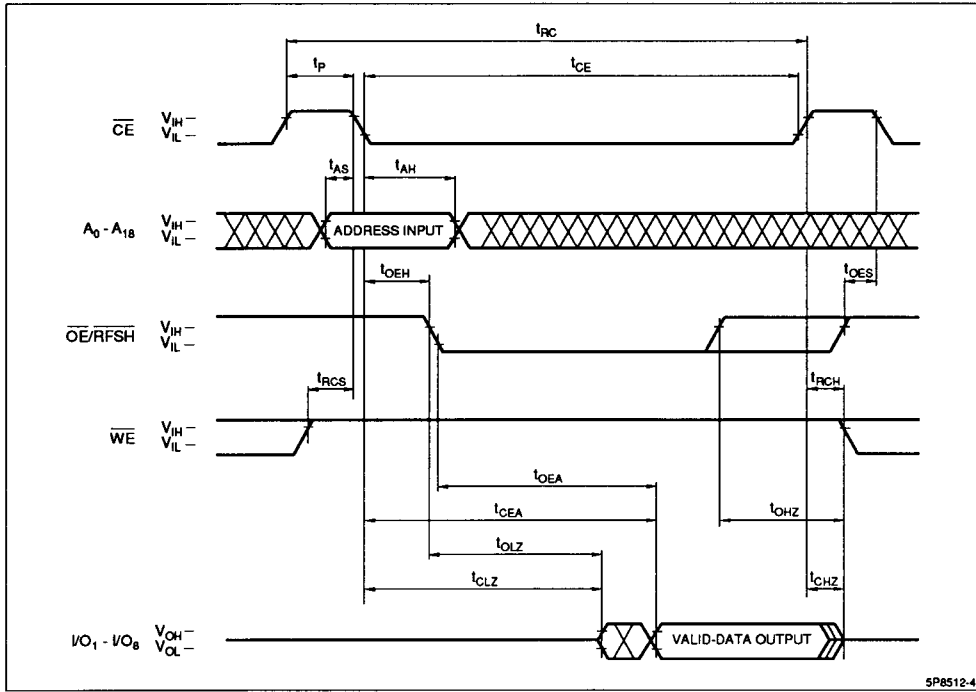 tRC
tP
tCE
CE
VIH
VIL
tAS
tAH
A0 - A18
VIH
VIL
ADDRESS INPUT
tOEH
tOES
OE/RFSH
VIH
VIL
tRCS
tRCH
WE
VIH
VIL
tOEA
tCEA
tOHZ
tOLZ
tCLZ
tCHZ
I/O1 - I/O8
VOH
VOL
VALID-DATA OUTPUT
5P8512-4